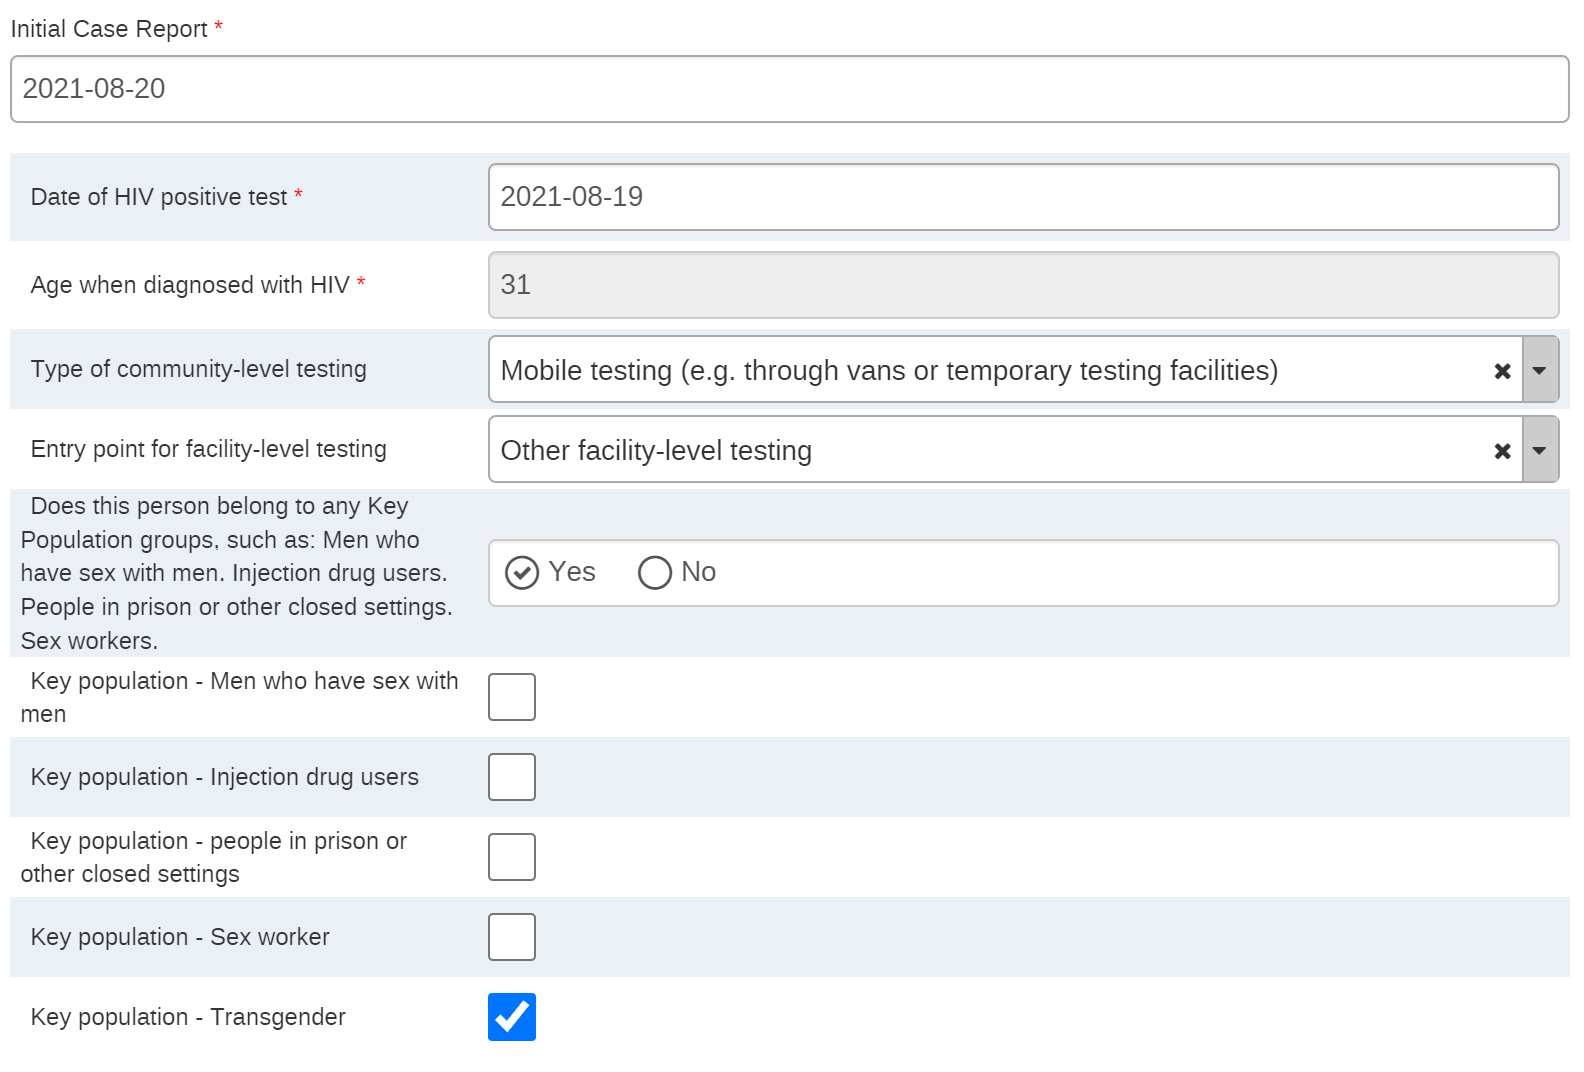 Initial Case Report *
2021-08-20
Date of HIV positive test * 2021-08-19
Age when diagnosed with HIV * 31
Type of community-level testing Mobile testing (e.g. through vans or temporary testing facilities)
Entry point for facility-level testing Other facility-level testing
Does this person belong to any Key
Population groups, such as: Men who
have sex with men. Injection drug users.
People in prison or other closed settings.
Sex workers.
Yes No
Key population - Men who have sex with
men
Key population - Injection drug users
Key population - people in prison or
other closed settings
Key population - Sex worker
Key population - Transgender